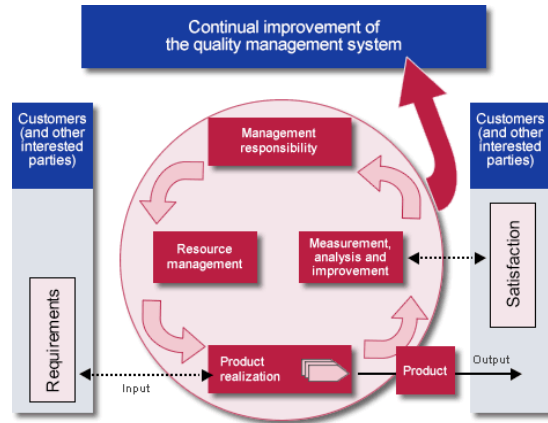 Continual improvement of
the quality management system
Customers
(and other
interested
parties)
Customers
(and other
interested
parties)
Management
responsibility
Resource
management
Measurement,
analysis and
improvement
Satisfaction
Requirements
Product
realization
Product
Input
Output